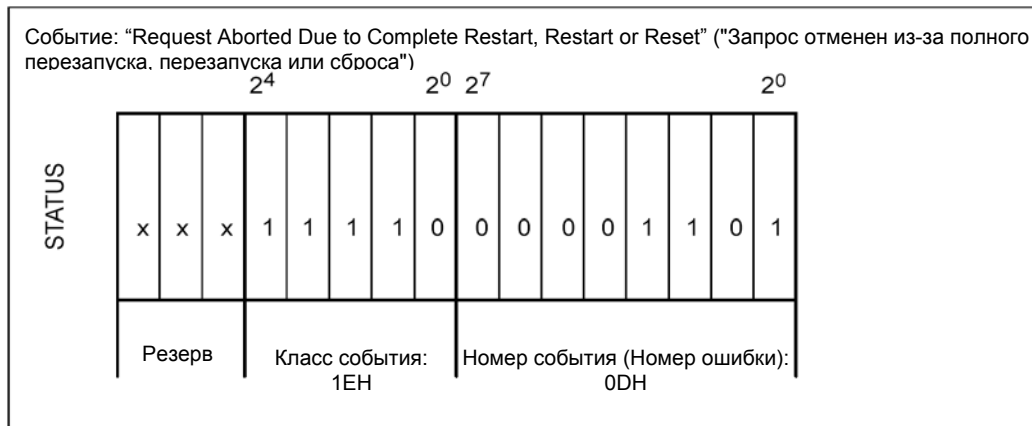 Событие: “Request Aborted Due to Complete Restart, Restart or Reset” ("Запрос отменен из-за полного
перезапуска, перезапуска или сброса")
2⁴ 2⁰ 2⁷ 2⁰
STATUS
x x x 1 1 1 1 0 0 0 0 0 1 1 0 1
Резерв Класс события: Номер события (Номер ошибки):
1EH 0DH